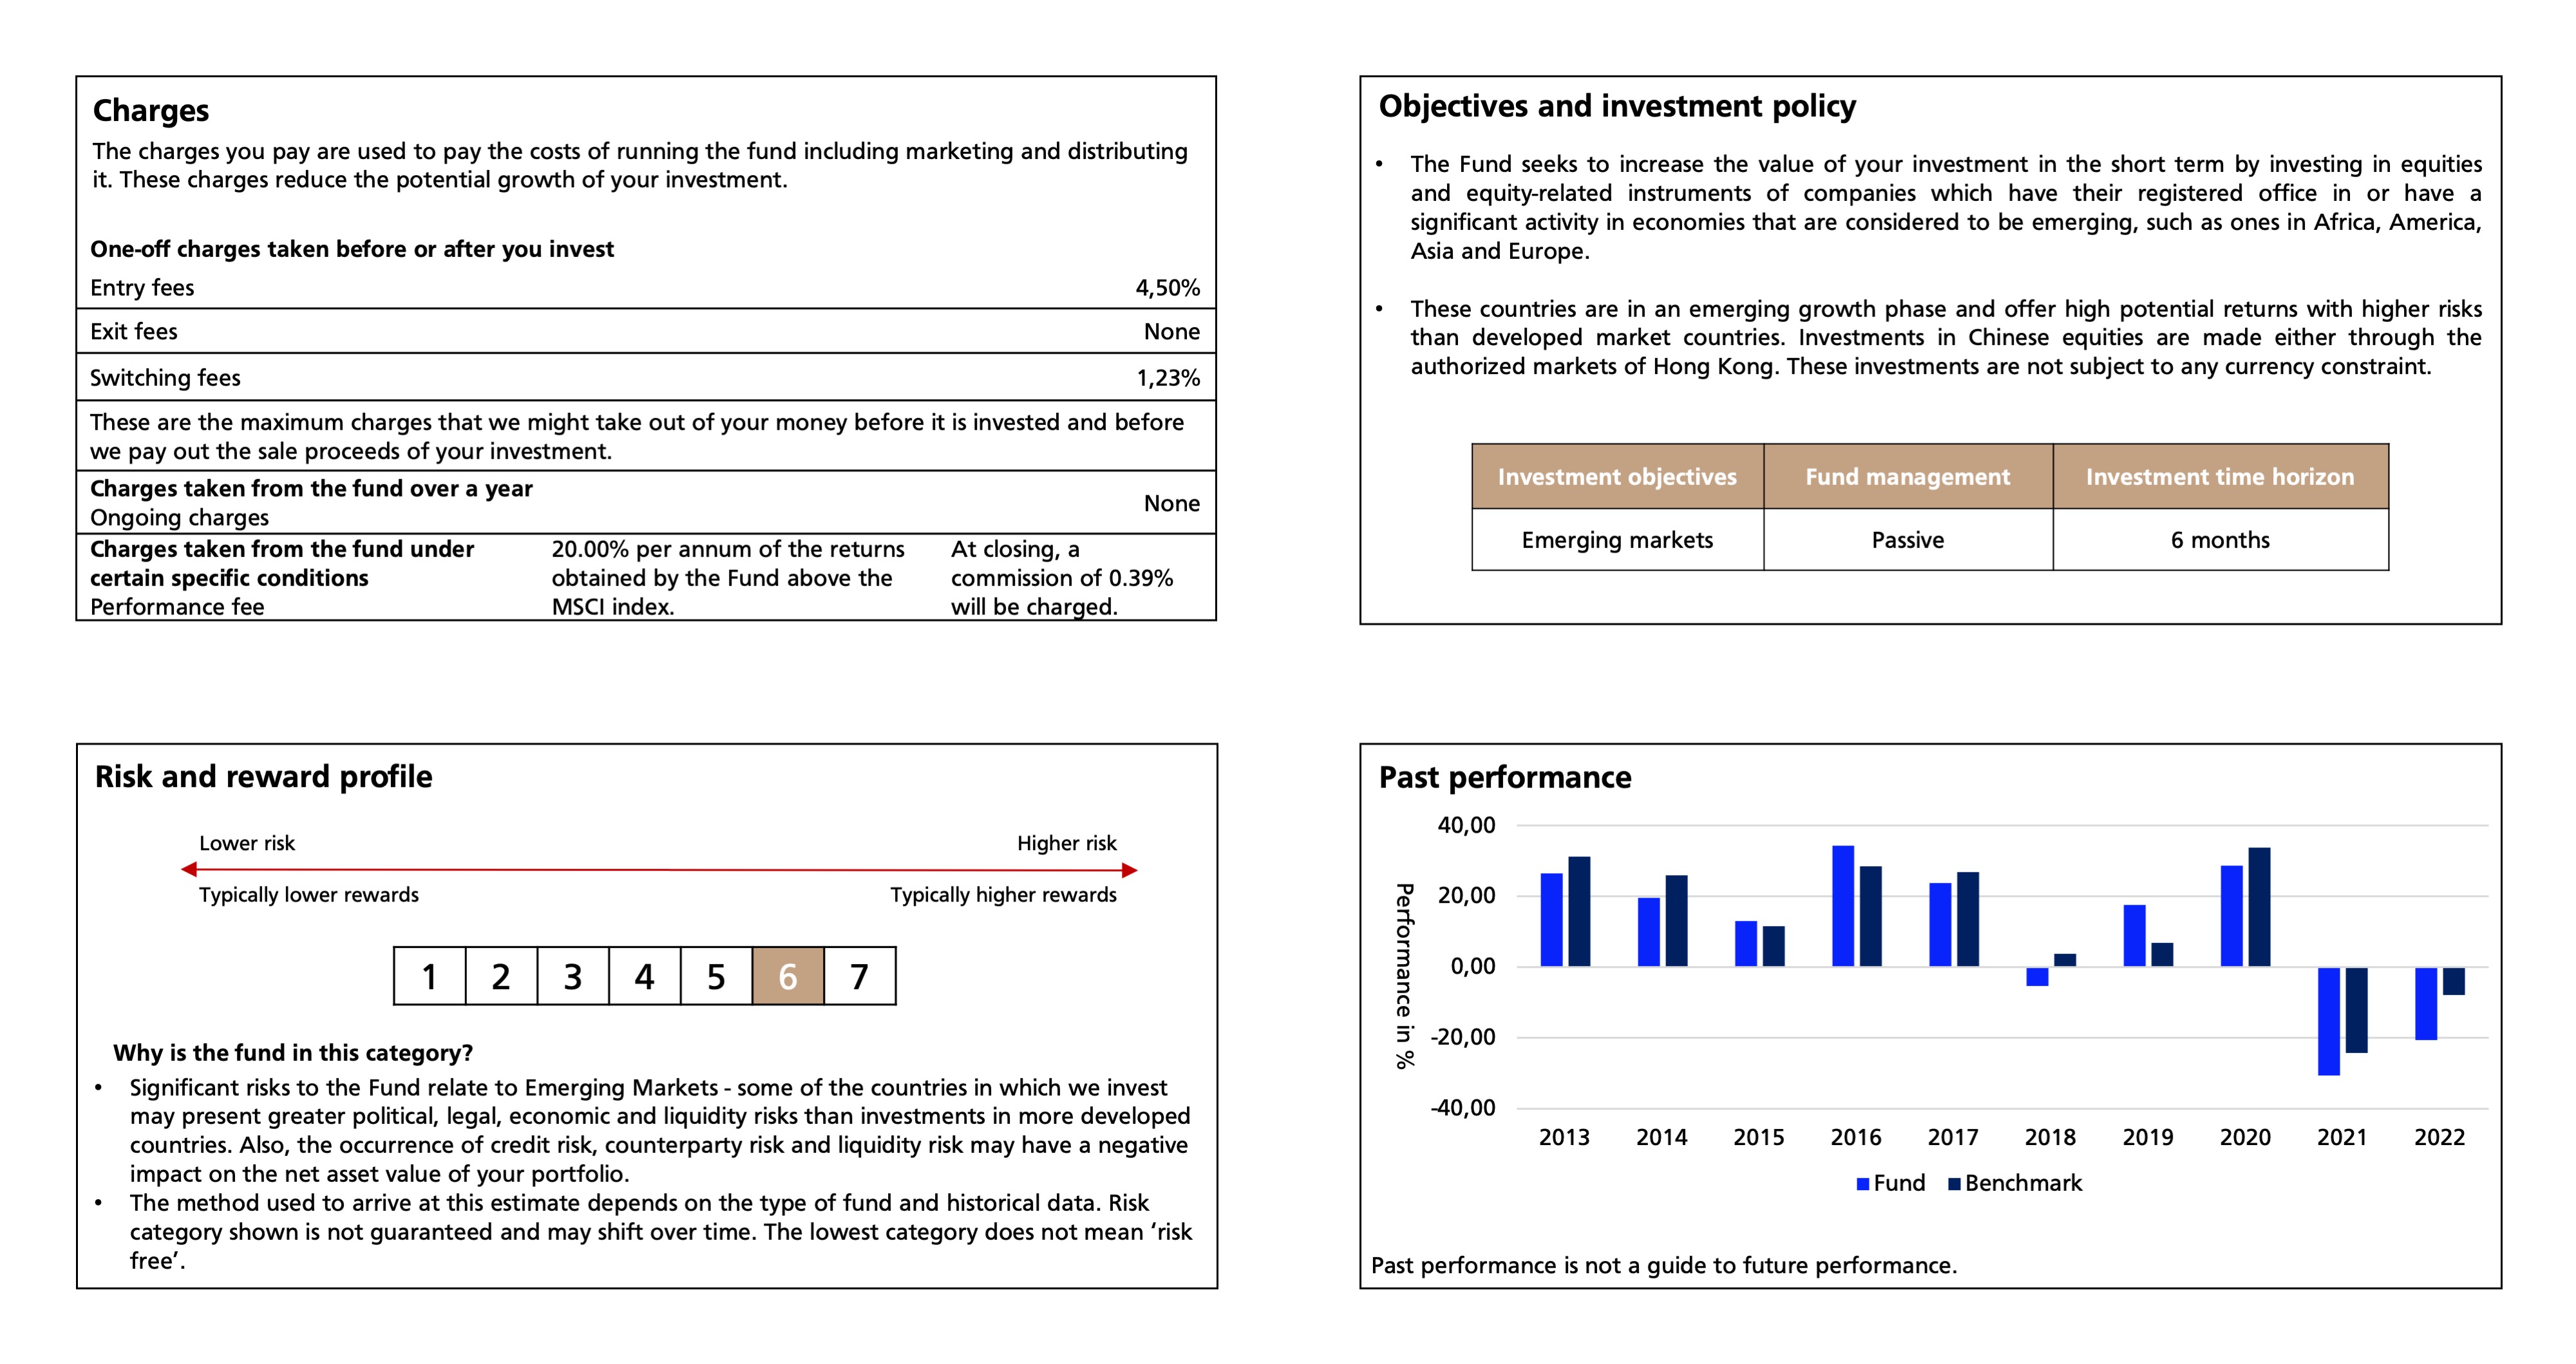 Charges
The charges you pay are used to pay the costs of running the fund including marketing and distributing
it. These charges reduce the potential growth of your investment.
One-off charges taken before or after you invest
Entry fees 4,50%
Exit fees None
Switching fees 1,23%
These are the maximum charges that we might take out of your money before it is invested and before
we pay out the sale proceeds of your investment.
Charges taken from the fund over a year
Ongoing charges
None
Charges taken from the fund under
certain specific conditions
Performance fee
20.00% per annum of the returns
obtained by the Fund above the
MSCI index.
At closing, a
commission of 0.39%
will be charged.
Objectives and investment policy
• The Fund seeks to increase the value of your investment in the short term by investing in equities
and equity-related instruments of companies which have their registered office in or have a
significant activity in economies that are considered to be emerging, such as ones in Africa, America,
Asia and Europe.
• These countries are in an emerging growth phase and offer high potential returns with higher risks
than developed market countries. Investments in Chinese equities are made either through the
authorized markets of Hong Kong. These investments are not subject to any currency constraint.
Investment objectives Fund management Investment time horizon
Emerging markets Passive 6 months
Risk and reward profile
Lower risk Higher risk
Typically lower rewards Typically higher rewards
1 2 3 4 5 6 7
Why is the fund in this category?
• Significant risks to the Fund relate to Emerging Markets - some of the countries in which we invest
may present greater political, legal, economic and liquidity risks than investments in more developed
countries. Also, the occurrence of credit risk, counterparty risk and liquidity risk may have a negative
impact on the net asset value of your portfolio.
• The method used to arrive at this estimate depends on the type of fund and historical data. Risk
category shown is not guaranteed and may shift over time. The lowest category does not mean ‘risk
free’.
Past performance
Performance in %
40,00
20,00
0,00
-20,00
-40,00
2013 2014 2015 2016 2017 2018 2019 2020 2021 2022
Fund Benchmark
Past performance is not a guide to future performance.